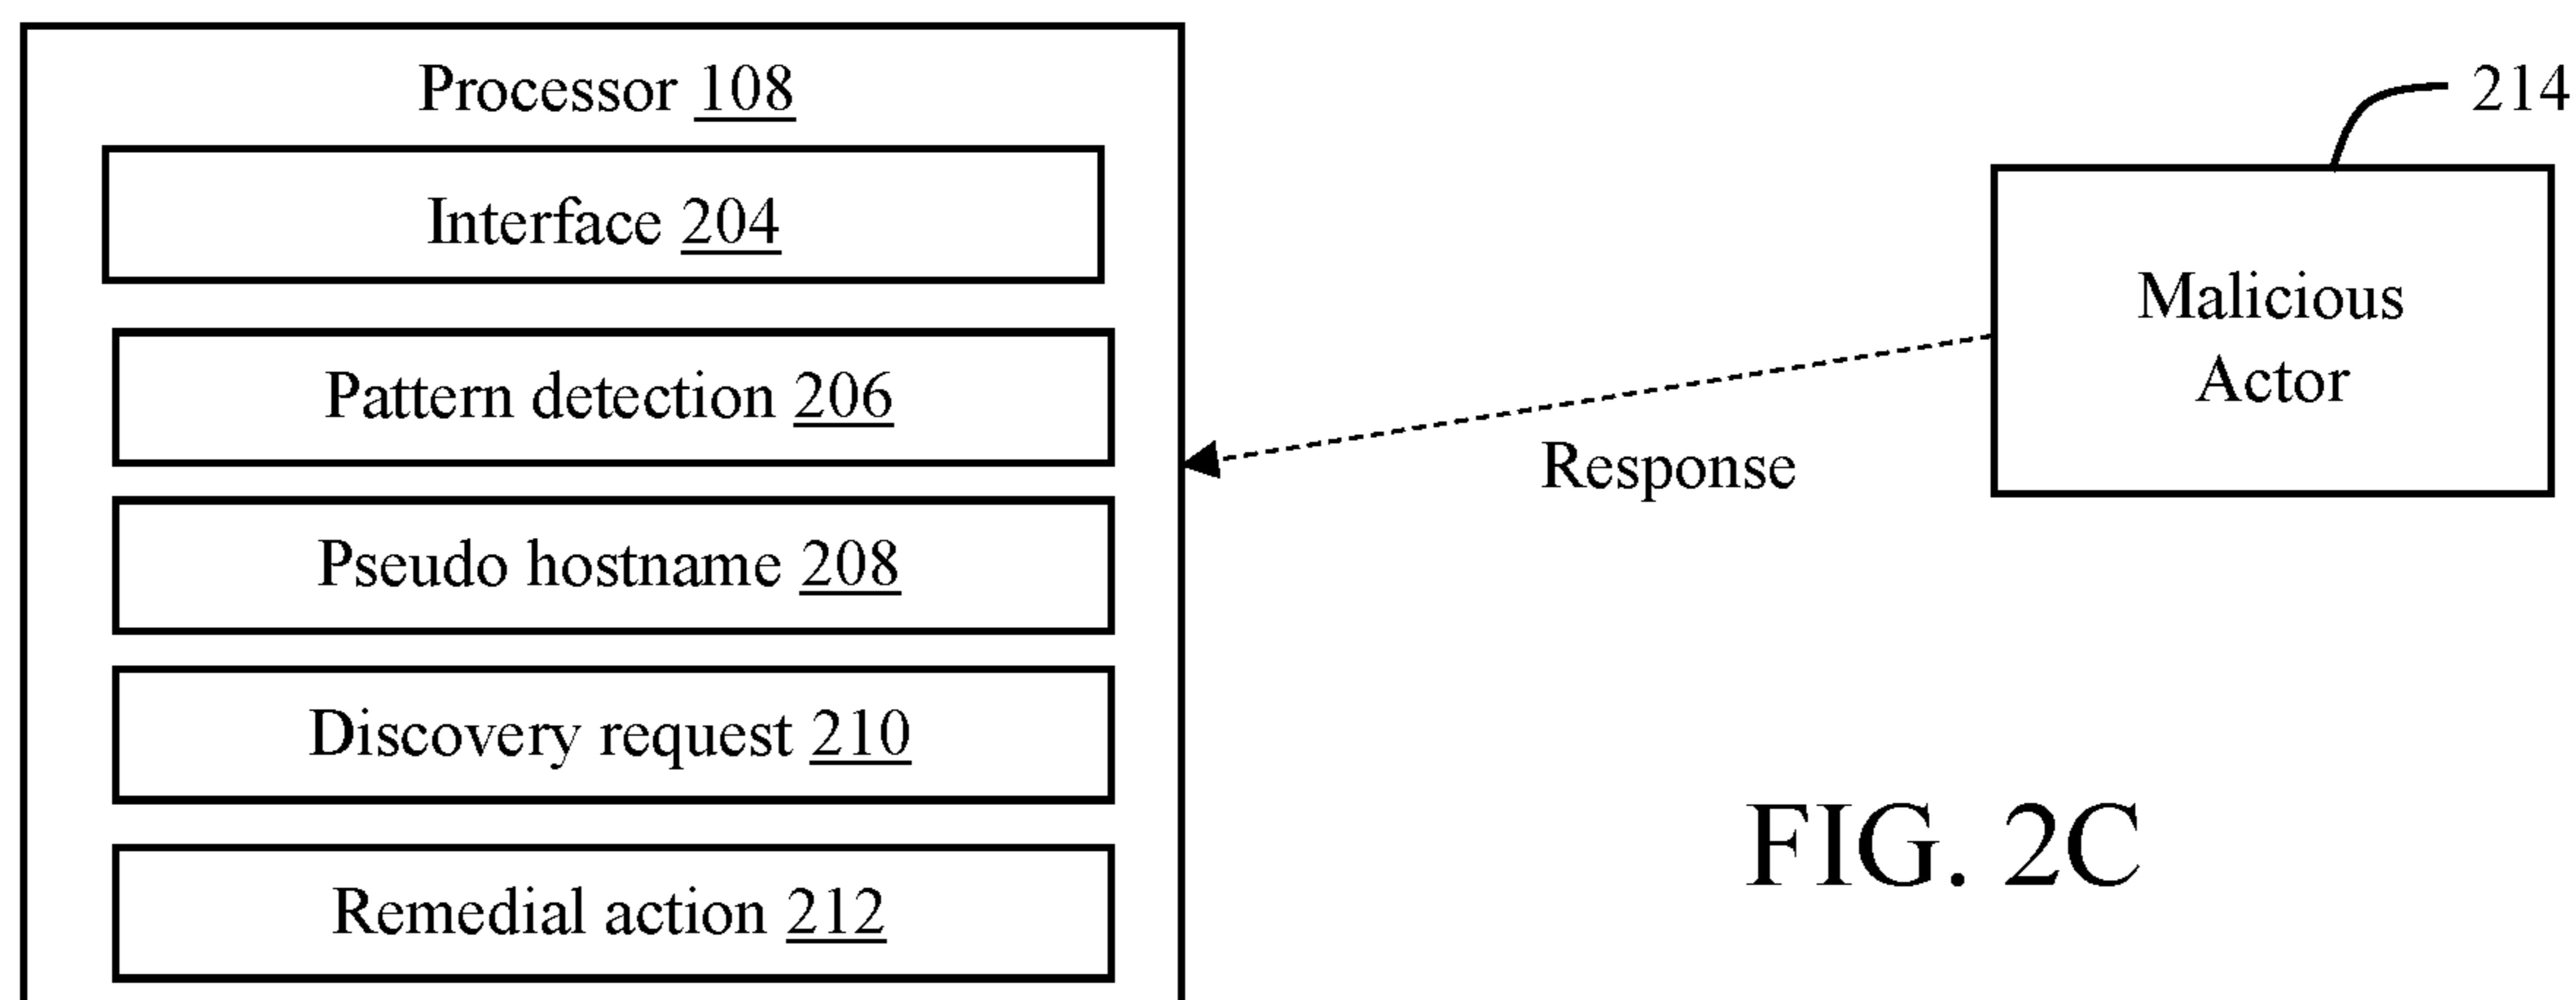 Processor 108
Interface 204
Pattern detection 206
Pseudo hostname 208
Discovery request 210
Remedial action 212
Response
214
Malicious
Actor
FIG. 2C